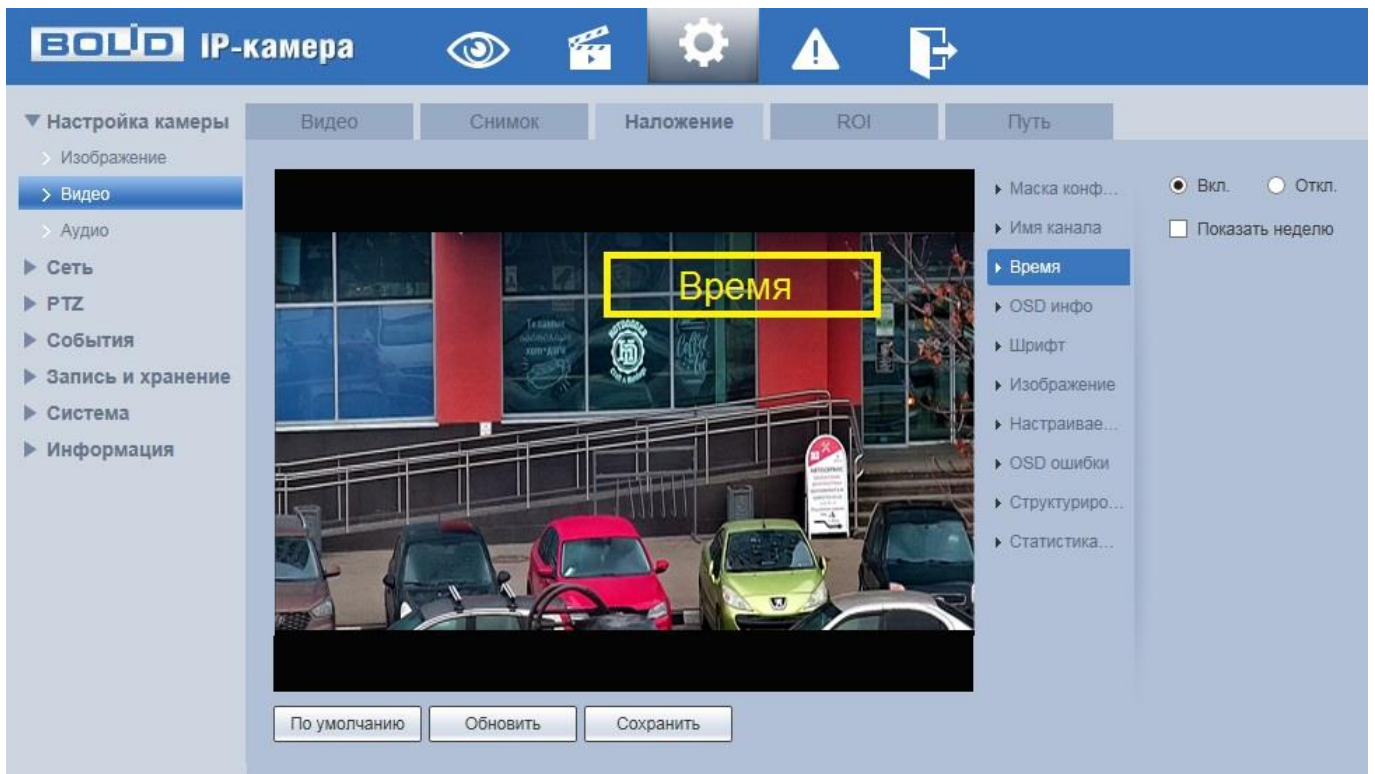 BOLID IP-камера
Настройка камеры
Изображение
Видео
Аудио
Сеть
PTZ
События
Запись и хранение
Система
Информация
Видео Снимок Наложение ROI Путь
Время
Маска конф...
Имя канала
Время
OSD инфо
Шрифт
Изображение
Настраивае...
OSD ошибки
Структуриро...
Статистика...
Вкл. Откл.
Показать неделю
По умолчанию Обновить Сохранить